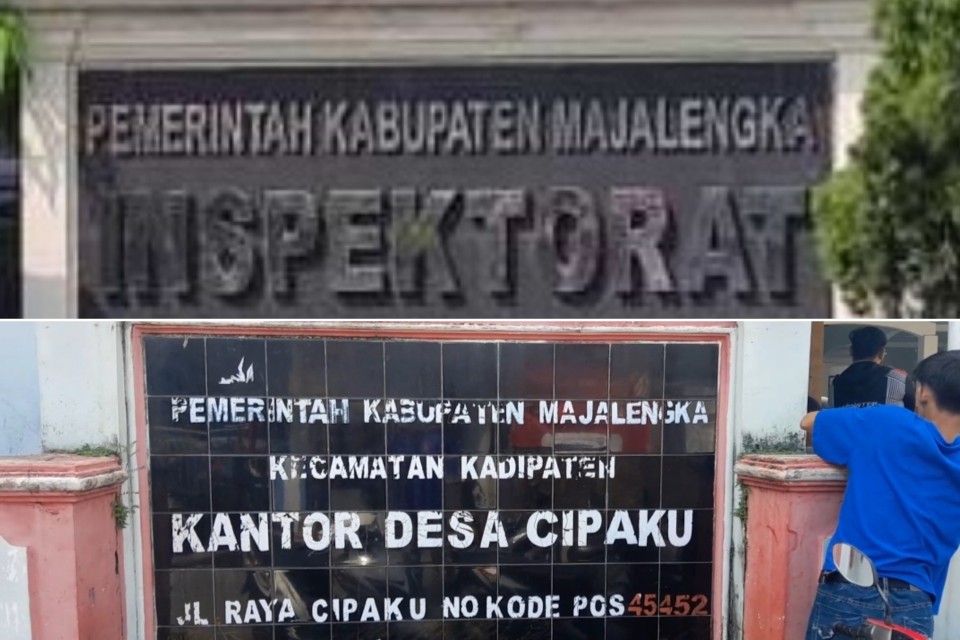 PEMERINTAH KABUPATEN MAJALENGKA
INSPEKTORAT
PEMERINTAH KABUPATEN MAJALENGKA
KECAMATAN KADIPATEN
KANTOR DESA CIPAKU
JL RAYA CIPAKU NO KODE POS 45452